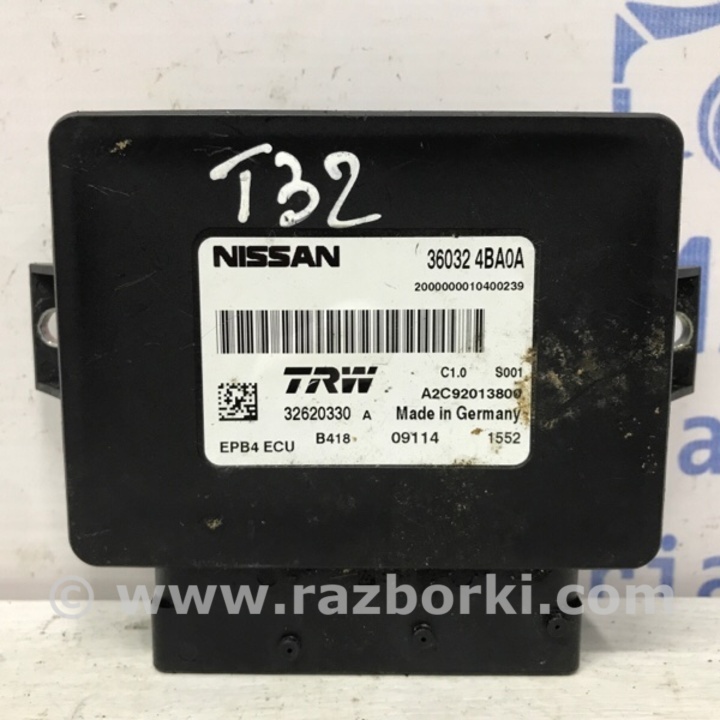 T32
NISSAN 36032 4BA0A
2000000010400239
TRW C1.0 S001
A2C92013800
32620330 A Made in Germany
EPB4 ECU B418 09114 1552
© www.razborki.com